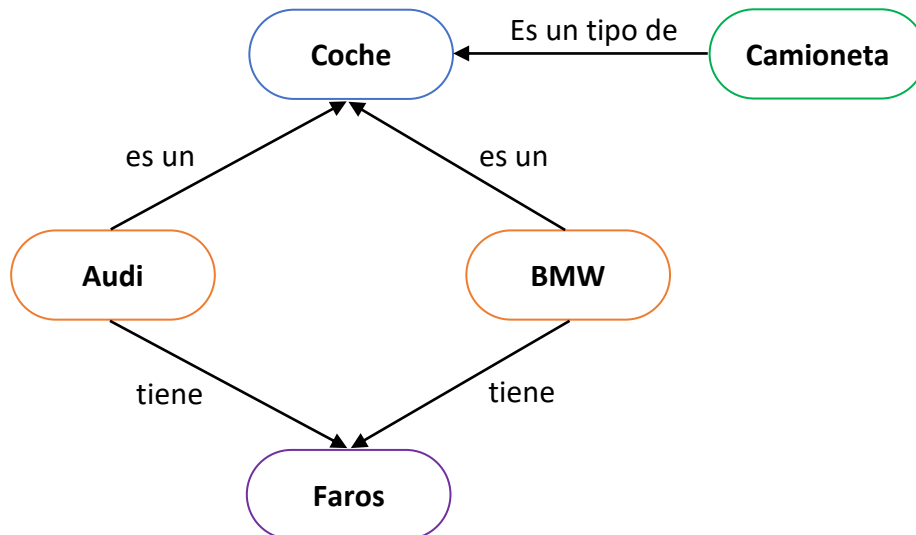 Es un tipo de
Coche
Camioneta
es un
es un
Audi
BMW
tiene
tiene
Faros